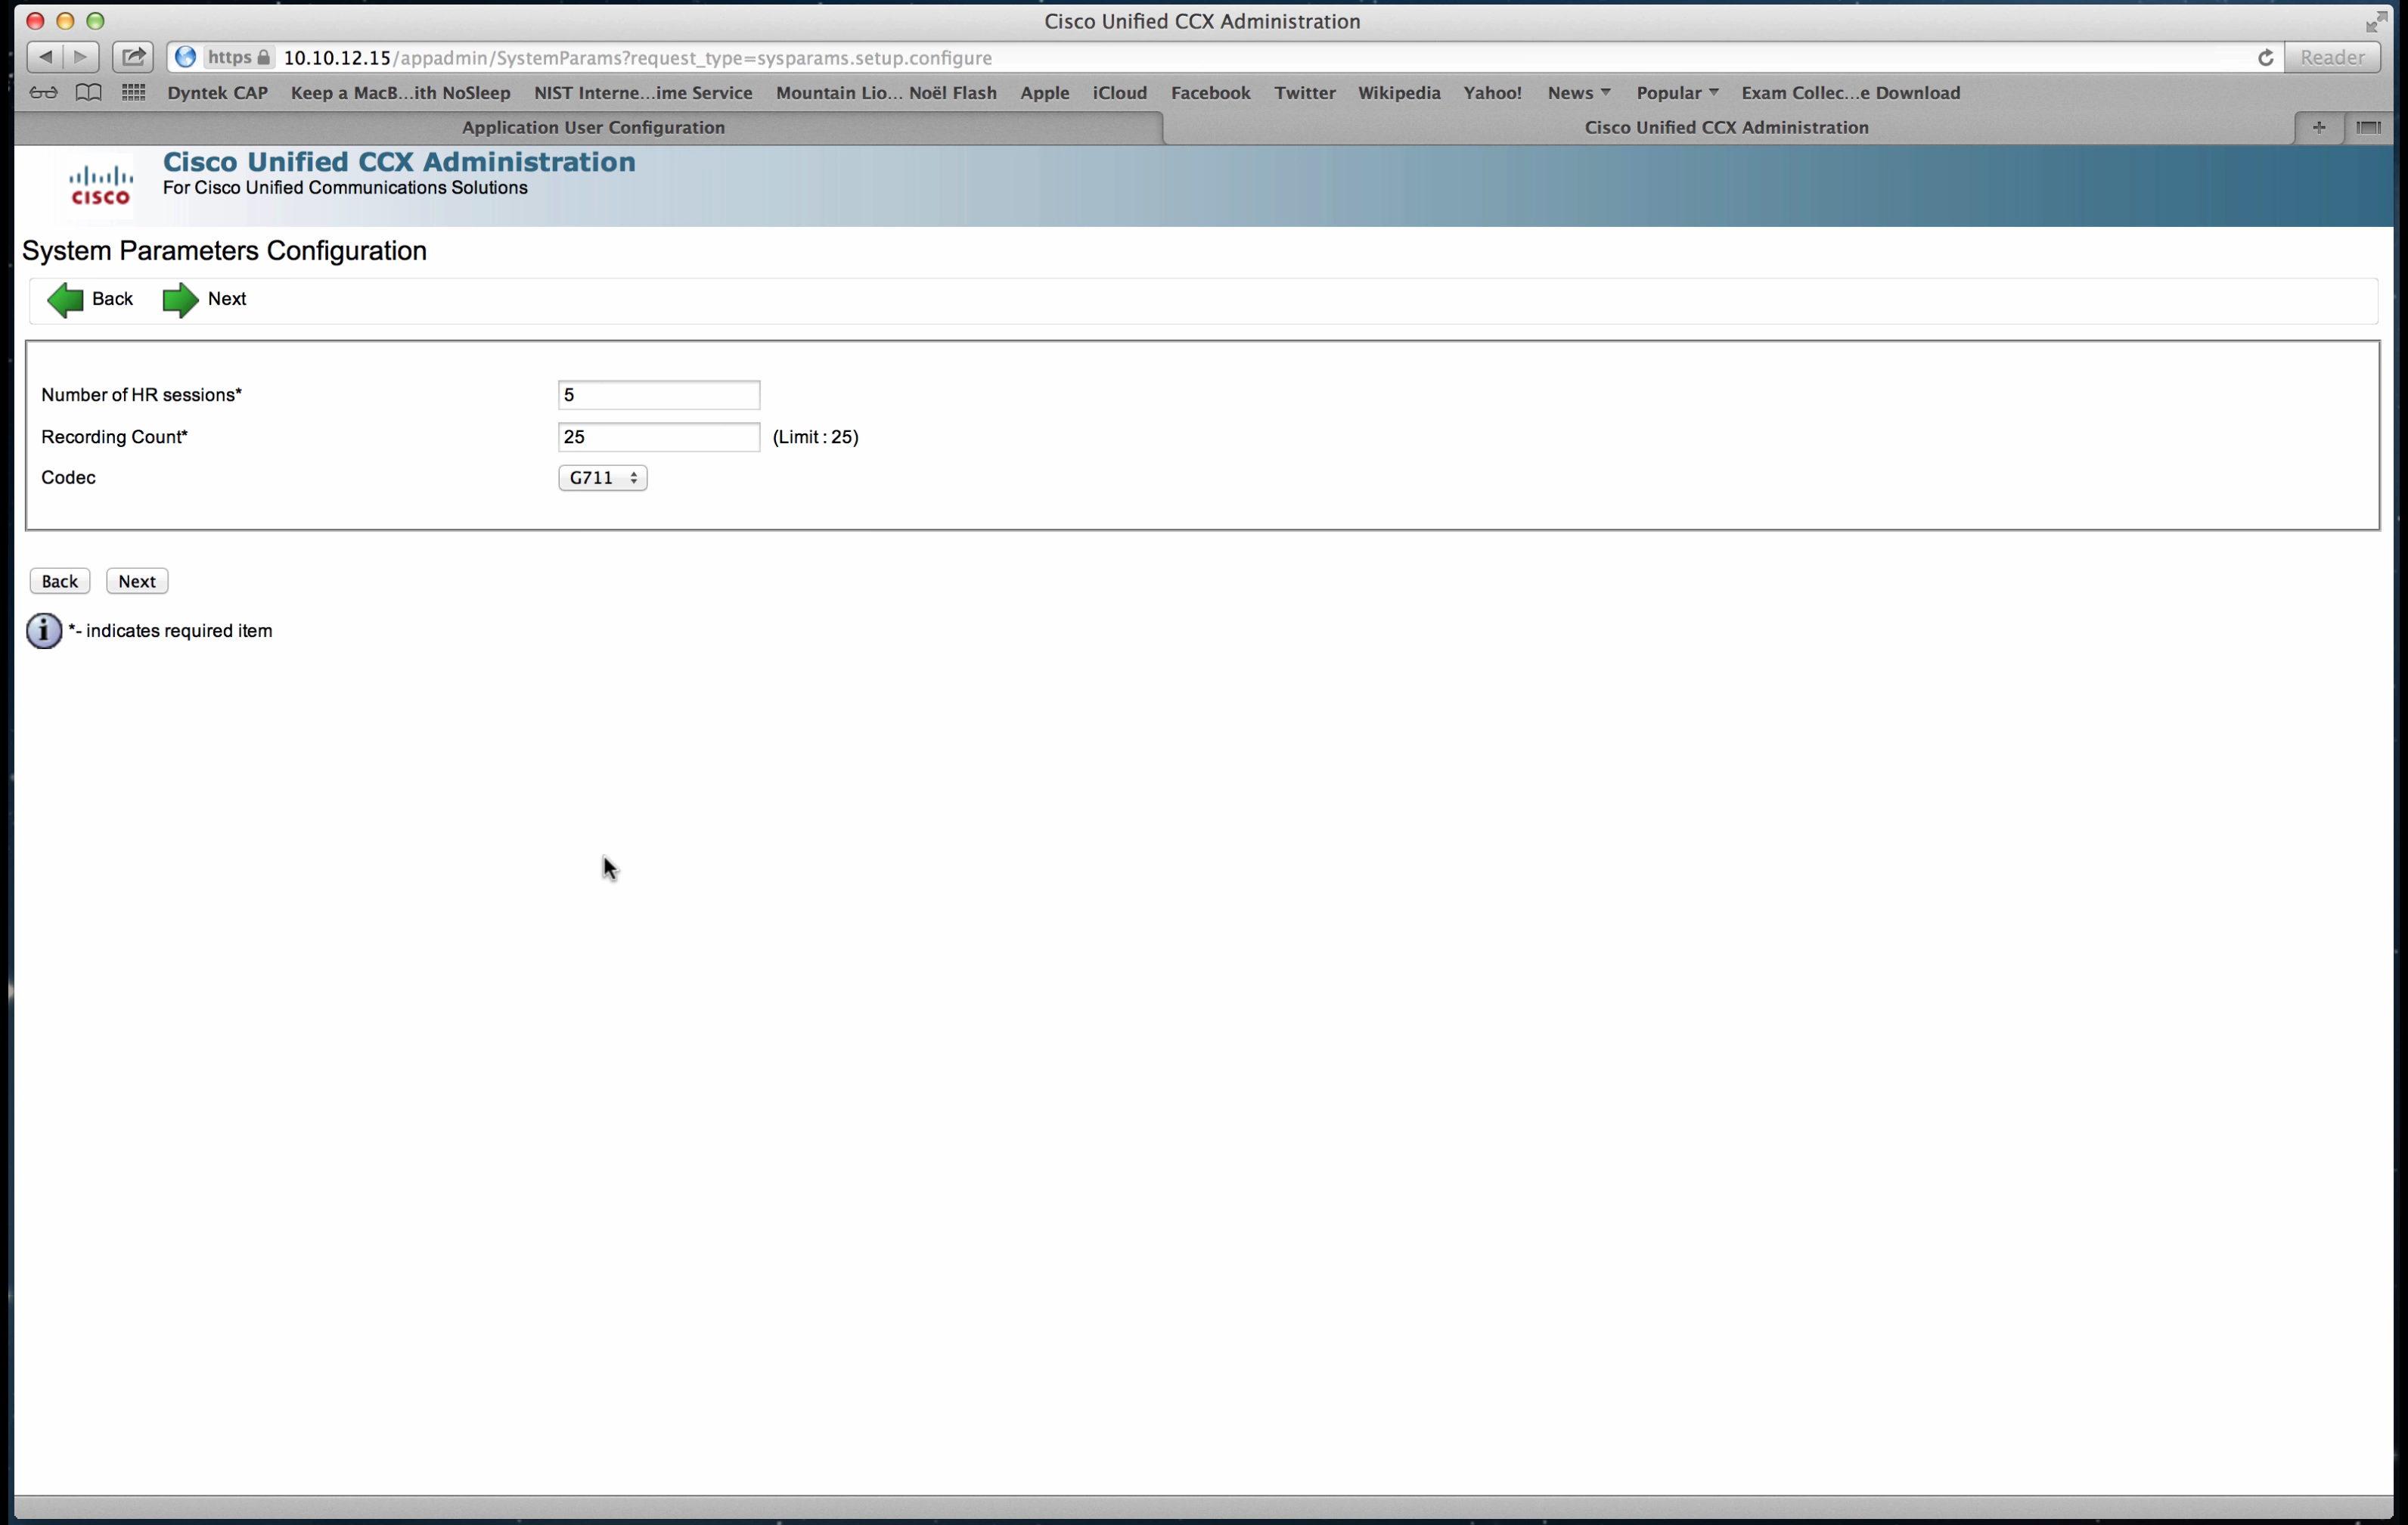 Cisco Unified CCX Administration
https 10.10.12.15/appadmin/SystemParams?request_type=sysparams.setup.configure Reader
Dyntek CAP Keep a MacB...ith NoSleep NIST Interne...ime Service Mountain Lio... Noël Flash Apple iCloud Facebook Twitter Wikipedia Yahoo! News Popular Exam Collec...e Download
Application User Configuration Cisco Unified CCX Administration
Cisco Unified CCX Administration
For Cisco Unified Communications Solutions
CISCO
System Parameters Configuration
Back Next
Number of HR sessions* 5
Recording Count* 25 (Limit : 25)
Codec G711
Back Next
i *- indicates required item